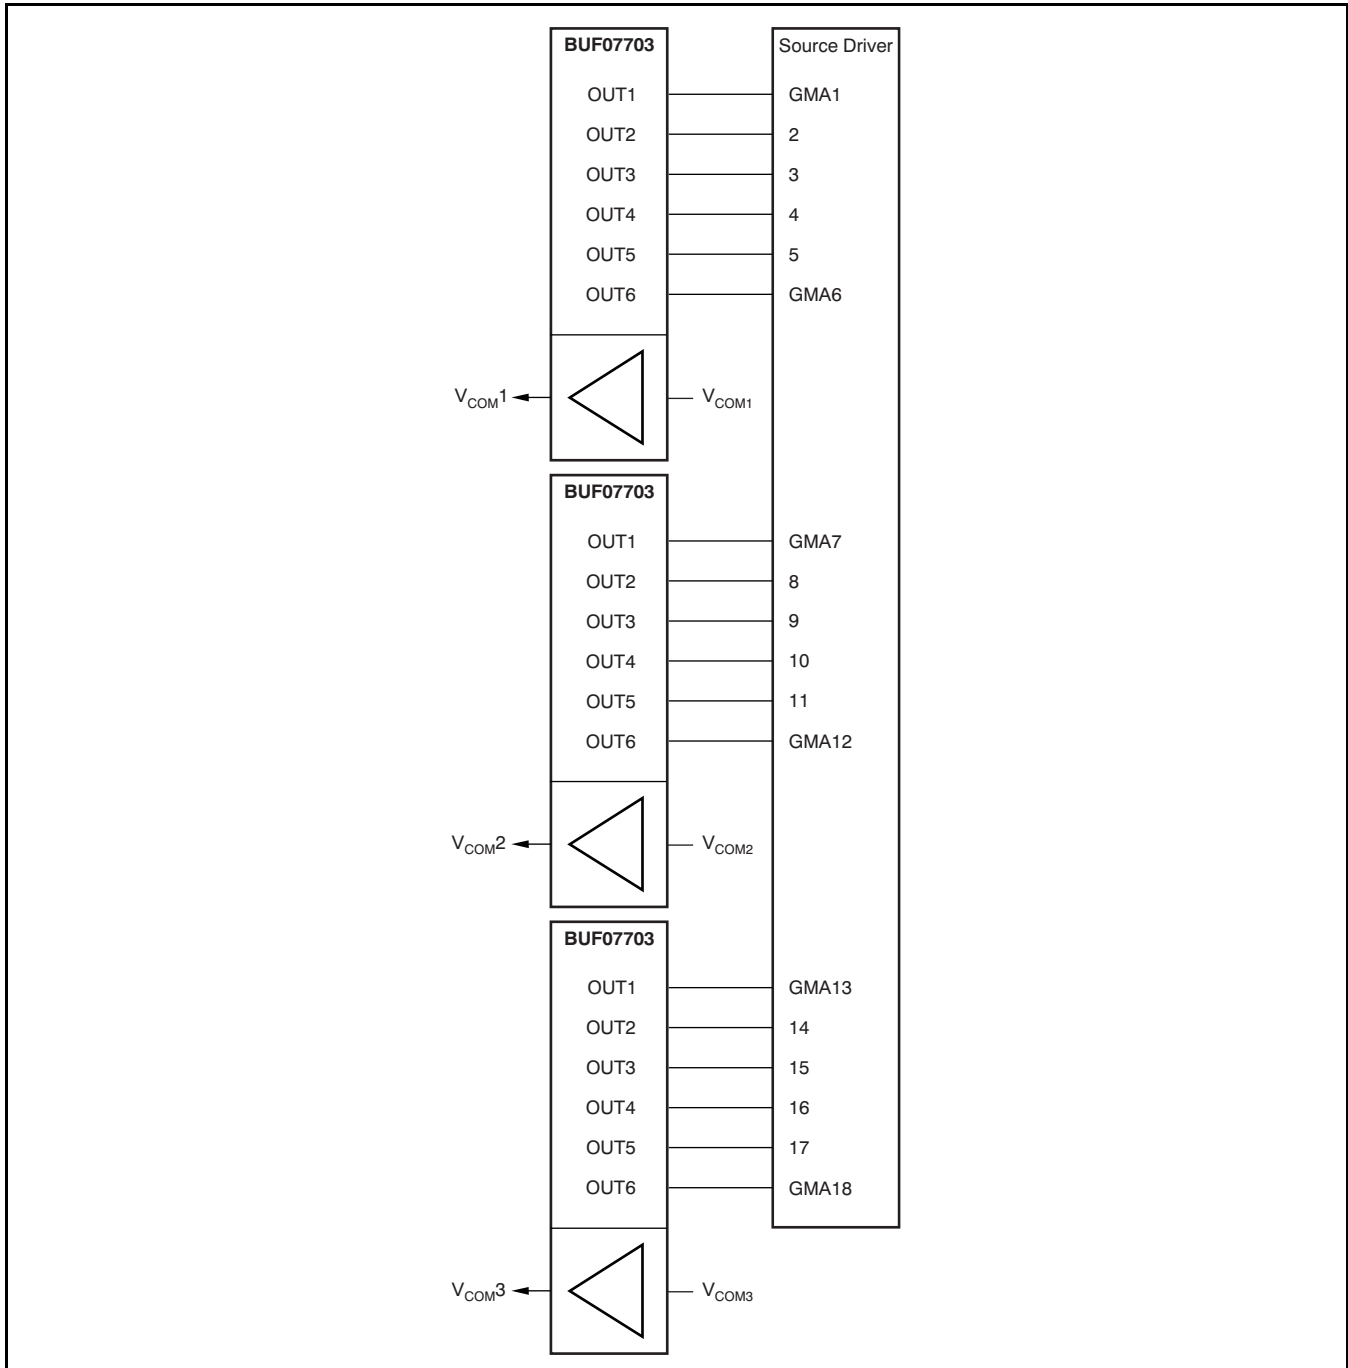 BUF07703 Source Driver
OUT1 GMA1
OUT2 2
OUT3 3
OUT4 4
OUT5 5
OUT6 GMA6
VCOM1 VCOM1
BUF07703
OUT1 GMA7
OUT2 8
OUT3 9
OUT4 10
OUT5 11
OUT6 GMA12
VCOM2 VCOM2
BUF07703
OUT1 GMA13
OUT2 14
OUT3 15
OUT4 16
OUT5 17
OUT6 GMA18
VCOM3 VCOM3